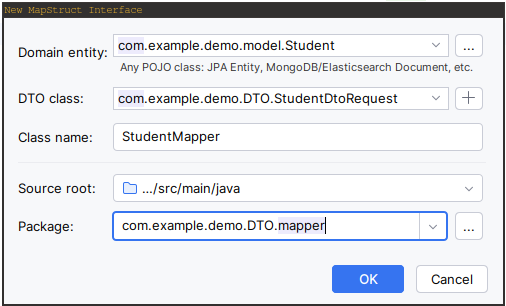 New MapStruct Interface
Domain entity: com.example.demo.model.Student ...
Any POJO class: JPA Entity, MongoDB/Elasticsearch Document, etc.
DTO class: com.example.demo.DTO.StudentDtoRequest
Class name: StudentMapper
Source root: .../src/main/java
Package: com.example.demo.DTO.mapper ...
OK Cancel